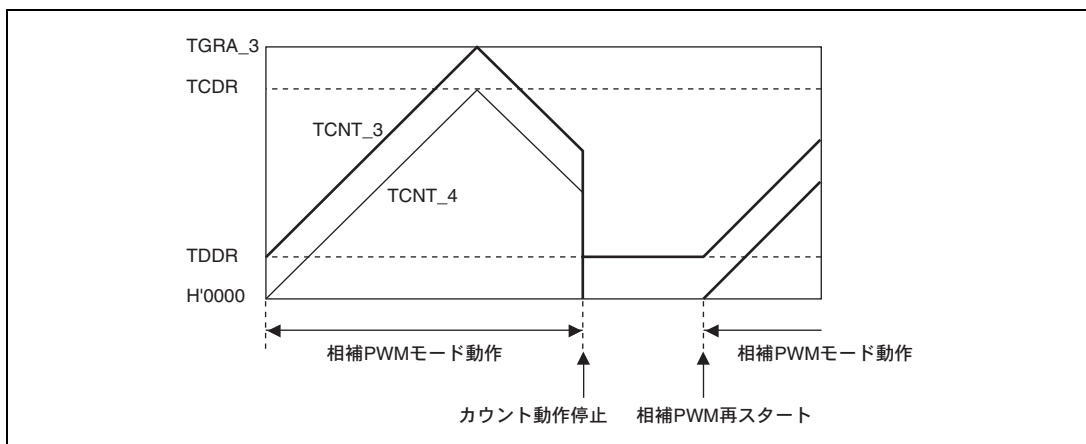 TGRA_3
TCDR
TCNT_3
TCNT_4
TDDR
H'0000
相補PWMモード動作
相補PWMモード動作
カウント動作停止
相補PWM再スタート